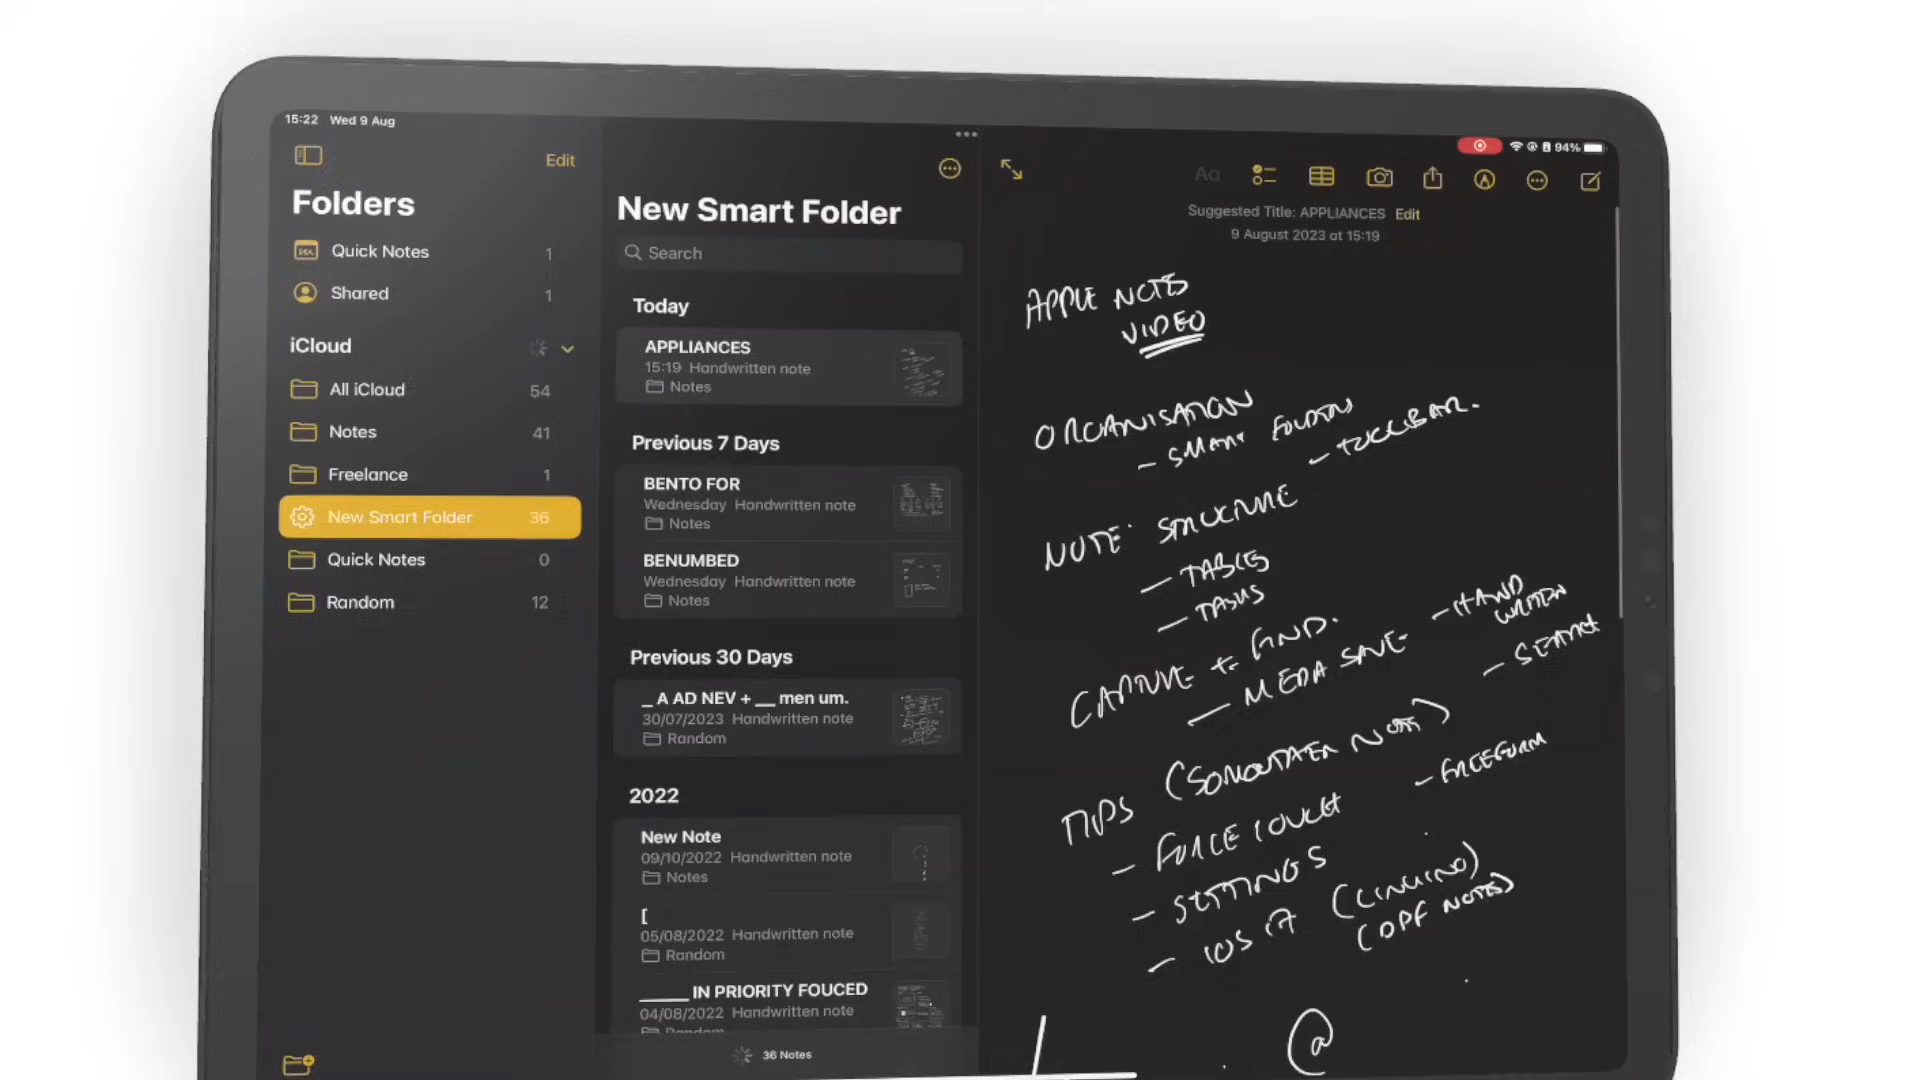 15:22 Wed 9 Aug
94%
Edit
Folders
Quick Notes 1
Shared 1
iCloud
All iCloud 54
Notes 41
Freelance 1
New Smart Folder 36
Quick Notes 0
Random 12
New Smart Folder
Search
Today
APPLIANCES
15:19 Handwritten note
Notes
Previous 7 Days
BENTO FOR
Wednesday Handwritten note
Notes
BENUMBED
Wednesday Handwritten note
Notes
Previous 30 Days
_ A AD NEV + __ men um.
30/07/2023 Handwritten note
Random
2022
New Note
09/10/2022 Handwritten note
Notes
[
05/08/2022 Handwritten note
Random
_____ IN PRIORITY FOUCED
04/08/2022 Handwritten note
Random
36 Notes
Aa
Suggested Title: APPLIANCES Edit
9 August 2023 at 15:19
APPLE NOTES
VIDEO
ORGANISATION
- SMART FOLDERS
- TOOLBAR.
NOTE STRUCTURE
- TABLES
- TASKS
CAPTURE + FIND.
- MEDIA SAVE
- HAND
WRITTEN
- SEARCH
TIPS
- FREEFORM
- FORCE TOUCH
- SETTINGS
- IOS 17 (LINKING)
(PDF NOTES)
@